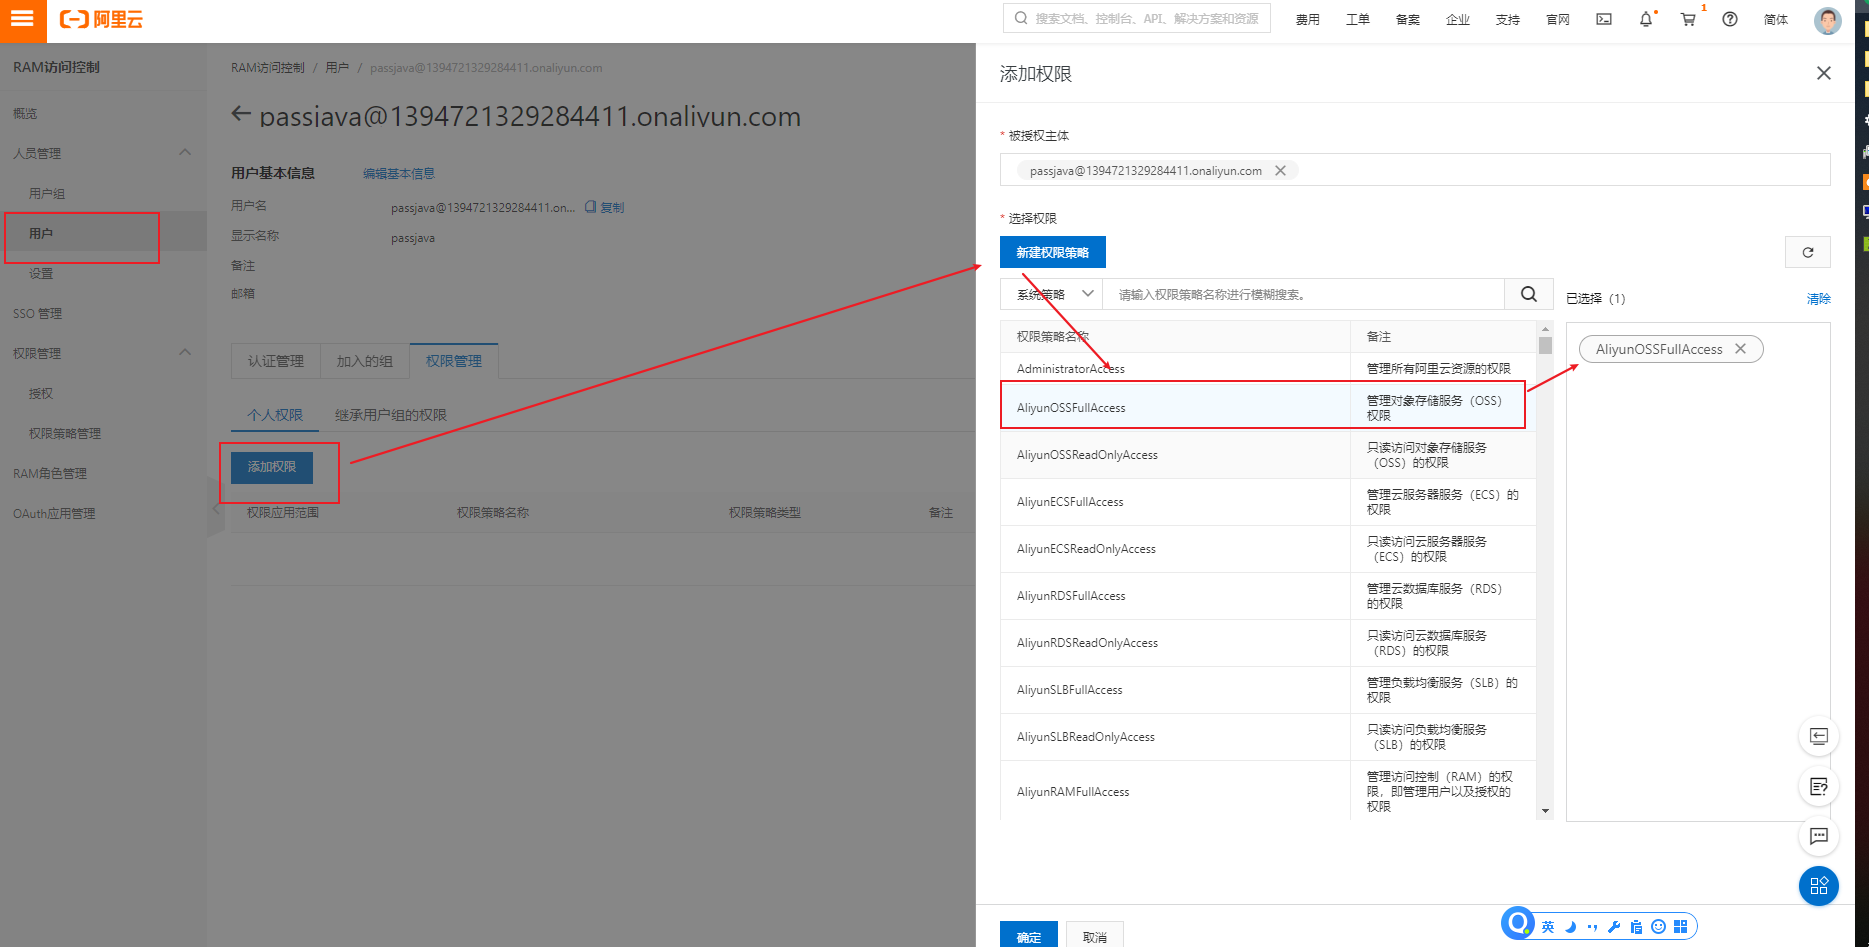 阿里云
搜索文档、控制台、API、解决方案和资源
费用
工单
备案
企业
支持
官网
1
简体
RAM访问控制
概览
人员管理
用户组
用户
设置
SSO 管理
权限管理
授权
权限策略管理
RAM角色管理
OAuth应用管理
RAM访问控制 / 用户 / passjava@1394721329284411.onaliyun.com
passjava@1394721329284411.onaliyun.com
用户基本信息 编辑基本信息
用户名 passjava@1394721329284411.on... 复制
显示名称 passjava
备注
邮箱
认证管理 加入的组 权限管理
个人权限 继承用户组的权限
添加权限
权限应用范围 权限策略名称 权限策略类型 备注
添加权限
* 被授权主体
passjava@1394721329284411.onaliyun.com
* 选择权限
新建权限策略
系统策略 请输入权限策略名称进行模糊搜索。
权限策略名称 备注
AdministratorAccess 管理所有阿里云资源的权限
AliyunOSSFullAccess 管理对象存储服务（OSS）
权限
AliyunOSSReadOnlyAccess 只读访问对象存储服务
（OSS）的权限
AliyunECSFullAccess 管理云服务器服务（ECS）的
权限
AliyunECSReadOnlyAccess 只读访问云服务器服务
（ECS）的权限
AliyunRDSFullAccess 管理云数据库服务（RDS）
的权限
AliyunRDSReadOnlyAccess 只读访问云数据库服务
（RDS）的权限
AliyunSLBFullAccess 管理负载均衡服务（SLB）的
权限
AliyunSLBReadOnlyAccess 只读访问负载均衡服务
（SLB）的权限
AliyunRAMFullAccess 管理访问控制（RAM）的权
限，即管理用户以及授权的
权限
已选择（1） 清除
AliyunOSSFullAccess
确定 取消
英